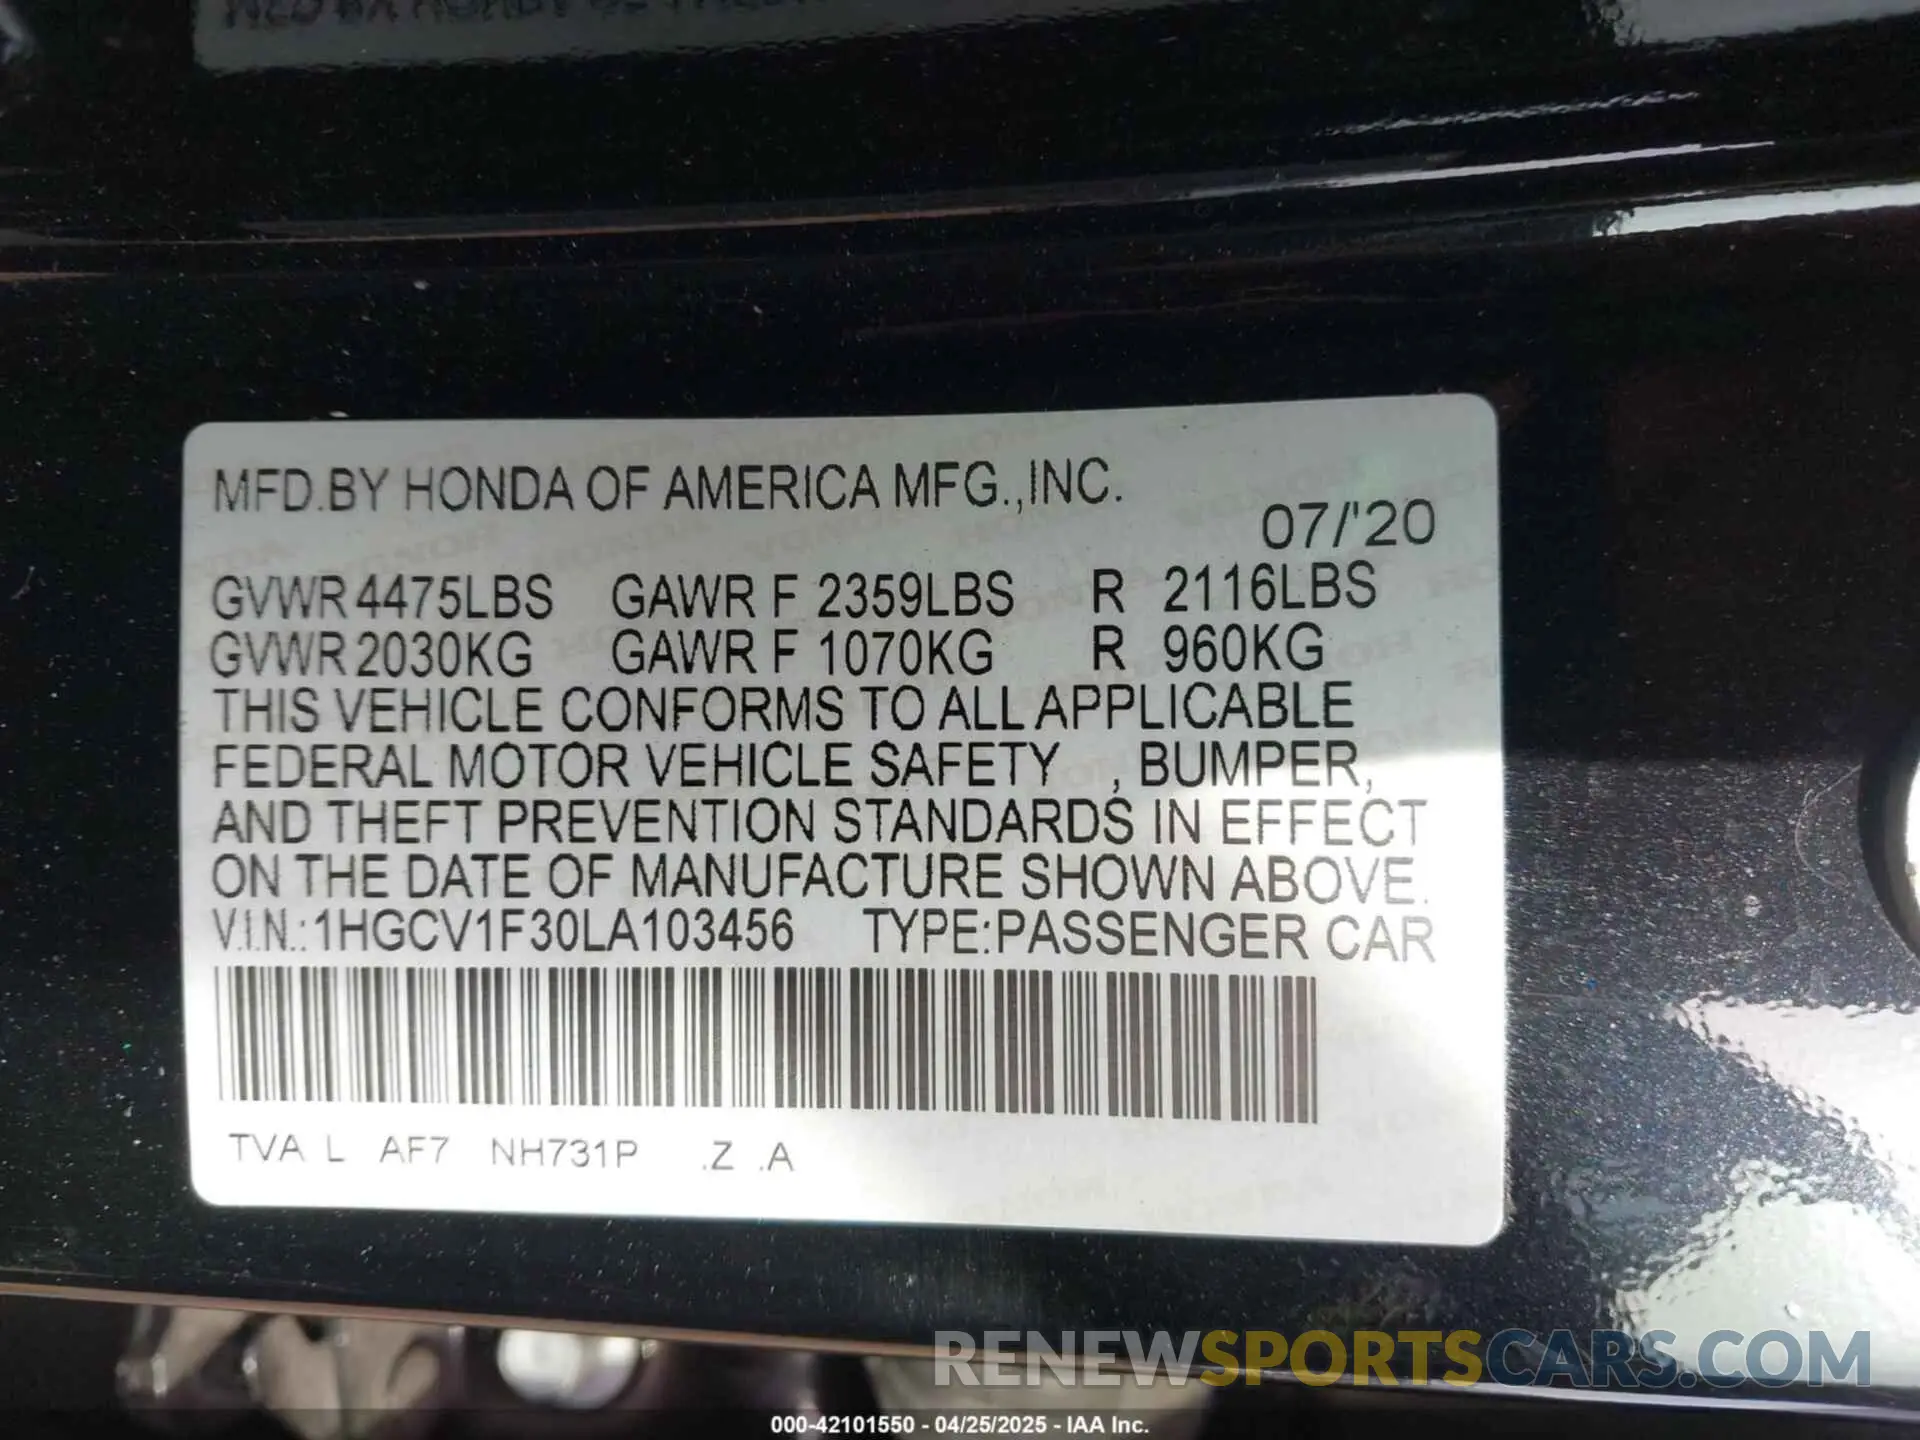 MFD.BY HONDA OF AMERICA MFG.,INC.
07/'20
GVWR 4475LBS GAWR F 2359LBS R 2116LBS
GVWR 2030KG GAWR F 1070KG R 960KG
THIS VEHICLE CONFORMS TO ALL APPLICABLE
FEDERAL MOTOR VEHICLE SAFETY , BUMPER,
AND THEFT PREVENTION STANDARDS IN EFFECT
ON THE DATE OF MANUFACTURE SHOWN ABOVE.
V.I.N.:1HGCV1F30LA103456 TYPE:PASSENGER CAR
TVA L AF7 NH731P .Z .A
RENEWSPORTSCARS.COM
000-42101550 - 04/25/2025 - IAA Inc.